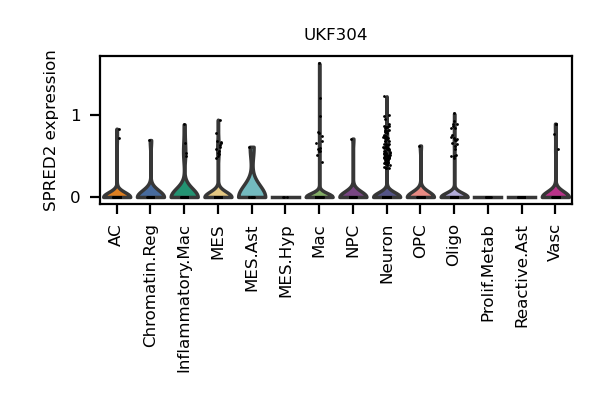 UKF304
SPRED2 expression
1
0
AC
Chromatin.Reg
Inflammatory.Mac
MES
MES.Ast
MES.Hyp
Mac
NPC
Neuron
OPC
Oligo
Prolif.Metab
Reactive.Ast
Vasc